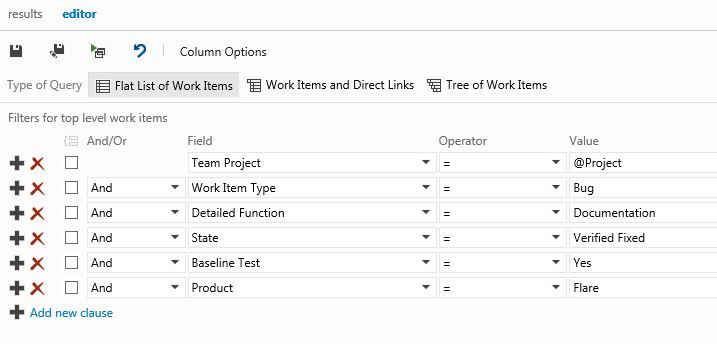 results editor
Column Options
Type of Query Flat List of Work Items Work Items and Direct Links Tree of Work Items
Filters for top level work items
And/Or Field Operator Value
Team Project = @Project
And Work Item Type = Bug
And Detailed Function = Documentation
And State = Verified Fixed
And Baseline Test = Yes
And Product = Flare
Add new clause